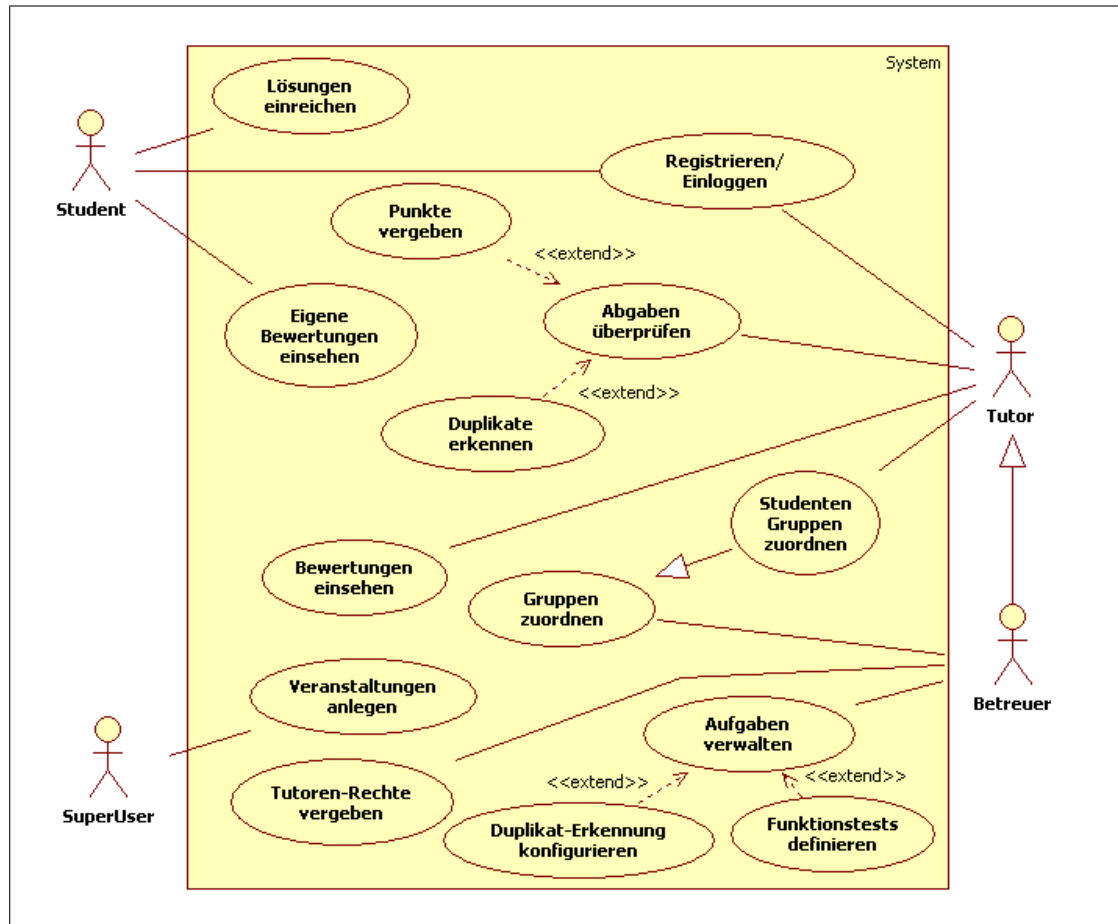 System
Lösungen
einreichen
Student
Registrieren/
Einloggen
Punkte
vergeben
<<extend>>
Eigene
Bewertungen
einsehen
Abgaben
überprüfen
<<extend>>
Duplikate
erkennen
Tutor
Studenten
Gruppen
zuordnen
Bewertungen
einsehen
Gruppen
zuordnen
Veranstaltungen
anlegen
Betreuer
Aufgaben
verwalten
SuperUser
Tutoren-Rechte
vergeben
<<extend>>
<<extend>>
Duplikat-Erkennung
konfigurieren
Funktionstests
definieren